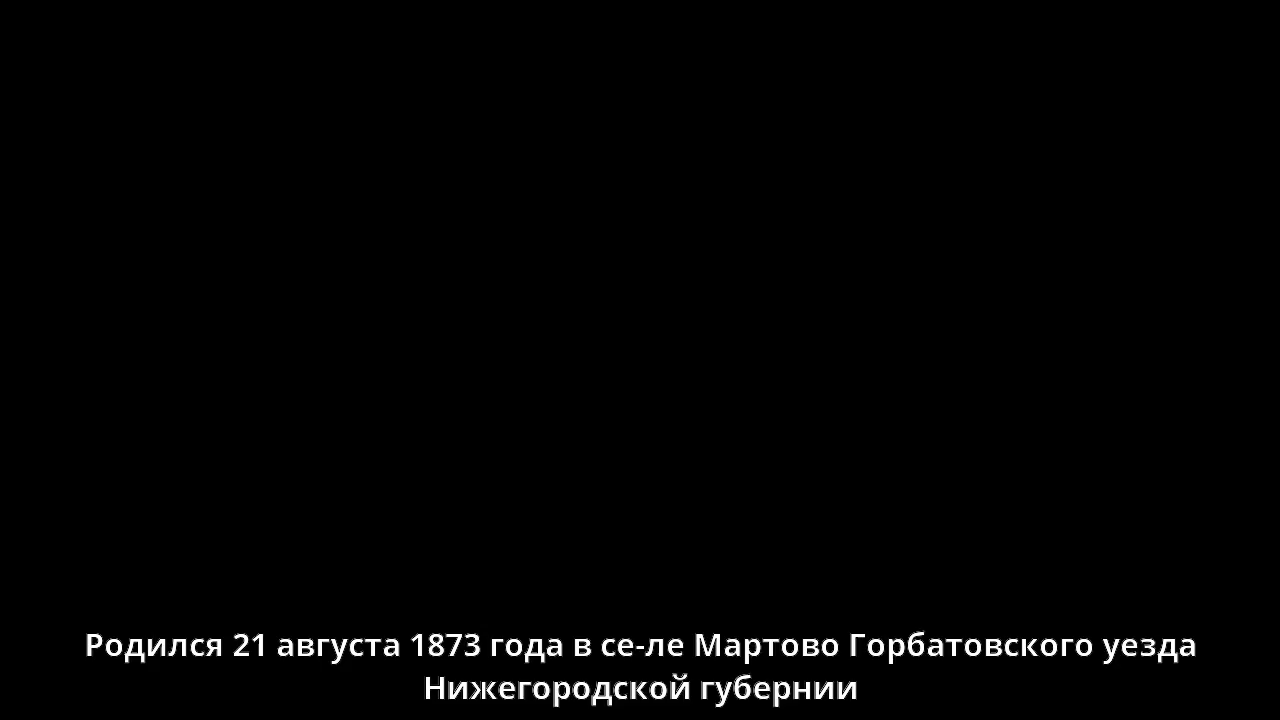 Родился 21 августа 1873 года в се-ле Мартово Горбатовского уезда
Нижегородской губернии